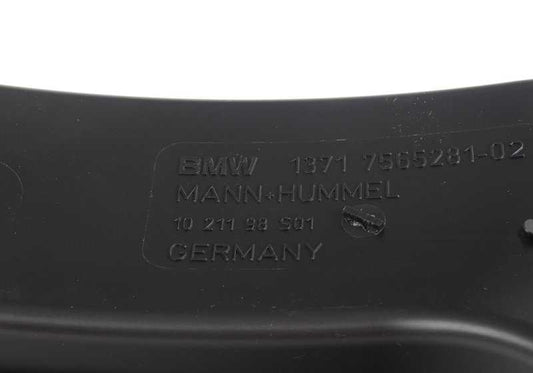 BMW 1371 7565281-02
MANN+HUMMEL
10 211 98 S01
GERMANY